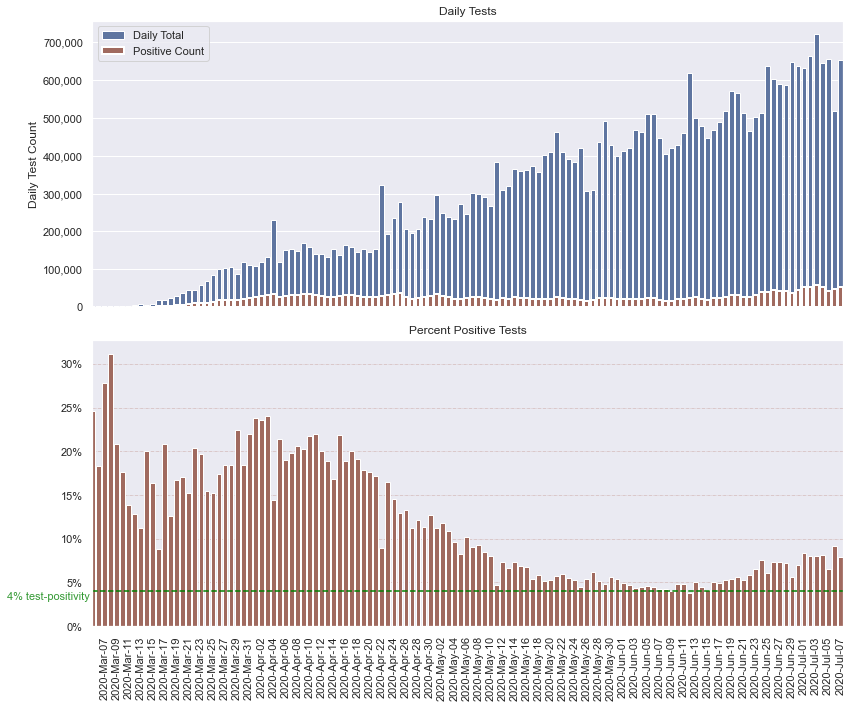 Daily Tests
Daily Total
Positive Count
700,000
600,000
500,000
400,000
300,000
200,000
100,000
0
Daily Test Count
Percent Positive Tests
30%
25%
20%
15%
10%
5%
4% test-positivity
0%
2020-Mar-07
2020-Mar-09
2020-Mar-11
2020-Mar-13
2020-Mar-15
2020-Mar-17
2020-Mar-19
2020-Mar-21
2020-Mar-23
2020-Mar-25
2020-Mar-27
2020-Mar-29
2020-Mar-31
2020-Apr-02
2020-Apr-04
2020-Apr-06
2020-Apr-08
2020-Apr-10
2020-Apr-12
2020-Apr-14
2020-Apr-16
2020-Apr-18
2020-Apr-20
2020-Apr-22
2020-Apr-24
2020-Apr-26
2020-Apr-28
2020-Apr-30
2020-May-02
2020-May-04
2020-May-06
2020-May-08
2020-May-10
2020-May-12
2020-May-14
2020-May-16
2020-May-18
2020-May-20
2020-May-22
2020-May-24
2020-May-26
2020-May-28
2020-May-30
2020-Jun-01
2020-Jun-03
2020-Jun-05
2020-Jun-07
2020-Jun-09
2020-Jun-11
2020-Jun-13
2020-Jun-15
2020-Jun-17
2020-Jun-19
2020-Jun-21
2020-Jun-23
2020-Jun-25
2020-Jun-27
2020-Jun-29
2020-Jul-01
2020-Jul-03
2020-Jul-05
2020-Jul-07